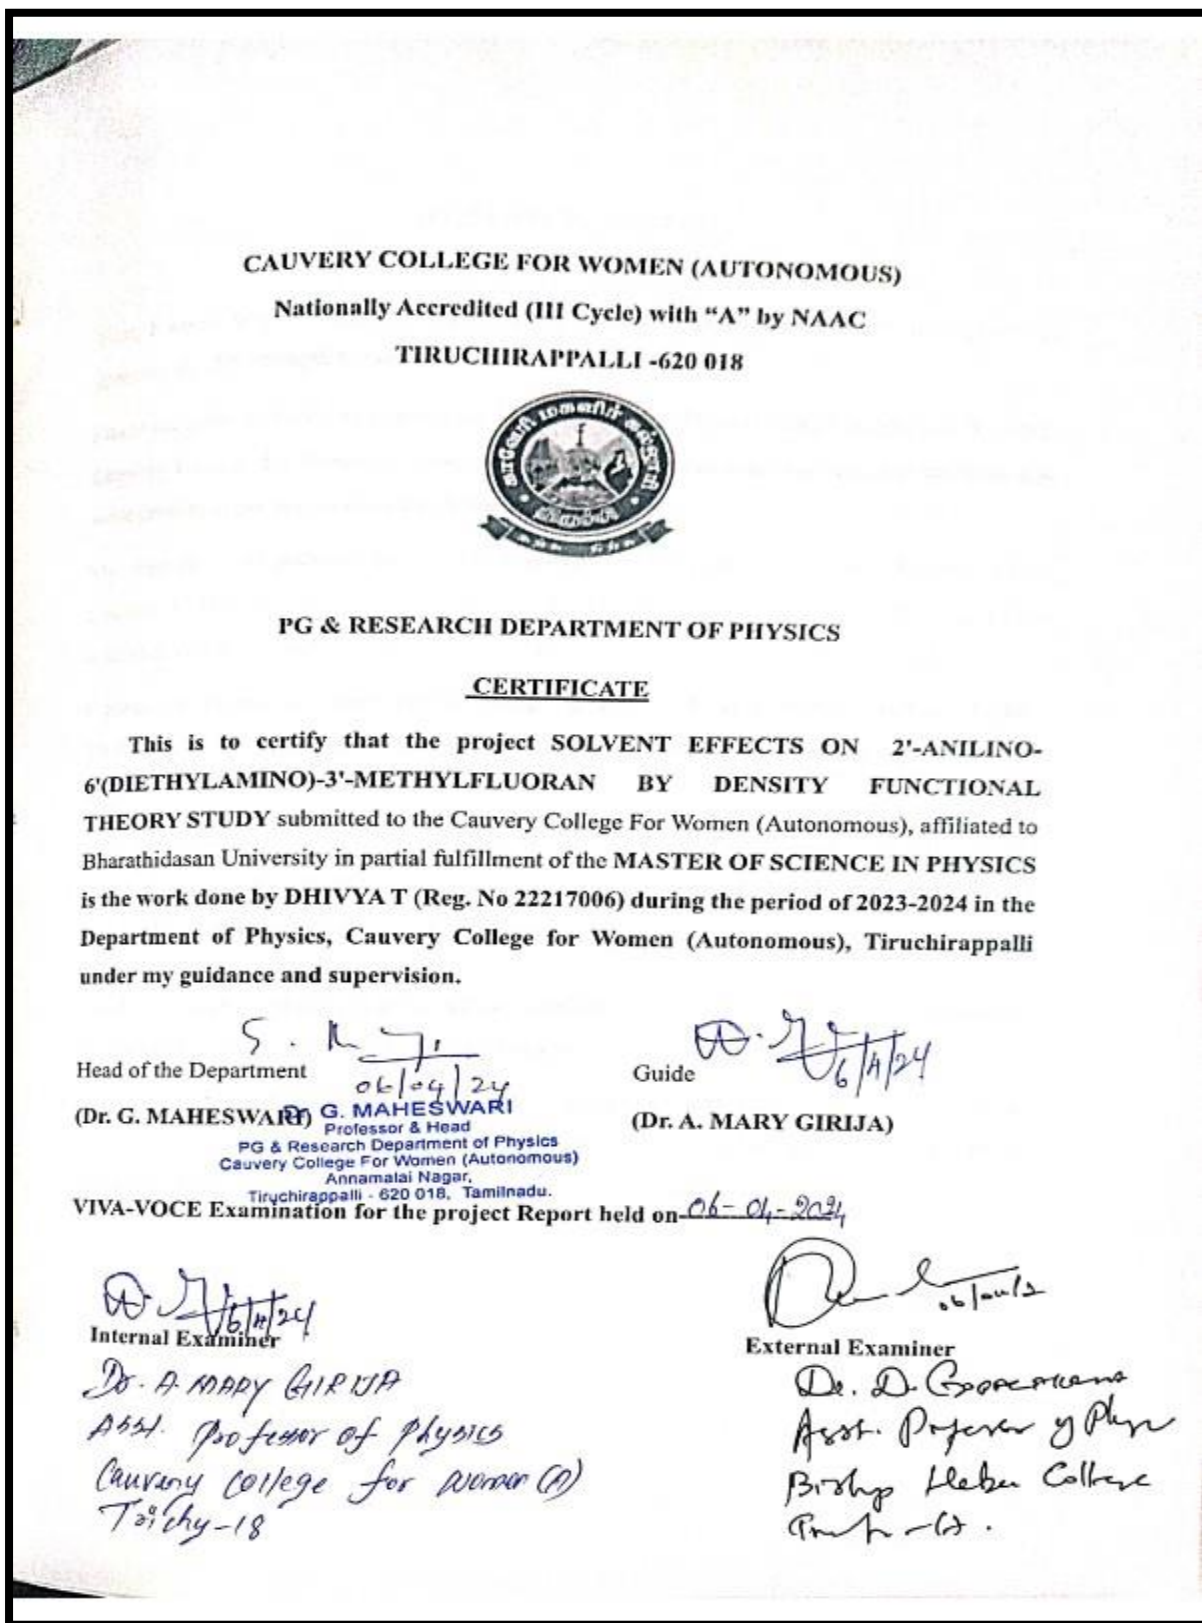 CAUVERY COLLEGE FOR WOMEN (AUTONOMOUS)
Nationally Accredited (III Cycle) with “A” by NAAC
TIRUCHIRAPPALLI -620 018
காவேரி மகளிர் கல்லூரி
PG & RESEARCH DEPARTMENT OF PHYSICS
CERTIFICATE
This is to certify that the project SOLVENT EFFECTS ON 2'-ANILINO-
6'(DIETHYLAMINO)-3'-METHYLFLUORAN BY DENSITY FUNCTIONAL
THEORY STUDY submitted to the Cauvery College For Women (Autonomous), affiliated to
Bharathidasan University in partial fulfillment of the MASTER OF SCIENCE IN PHYSICS
is the work done by DHIVYA T (Reg. No 22217006) during the period of 2023-2024 in the
Department of Physics, Cauvery College for Women (Autonomous), Tiruchirappalli
under my guidance and supervision.
06/04/24
6/4/24
Head of the Department
Guide
(Dr. G. MAHESWARI)
(Dr. A. MARY GIRIJA)
Dr. G. MAHESWARI
Professor & Head
PG & Research Department of Physics
Cauvery College For Women (Autonomous)
Annamalai Nagar,
Tiruchirappalli - 620 018, Tamilnadu.
VIVA-VOCE Examination for the project Report held on 06-04-2024
6/4/24
Internal Examiner
Dr. A. MARY GIRIJA
Asst. Professor of Physics
Cauvery College for Women (A)
Trichy-18
External Examiner
Dr. D.
Asst. Professor of
Bishop Heber College